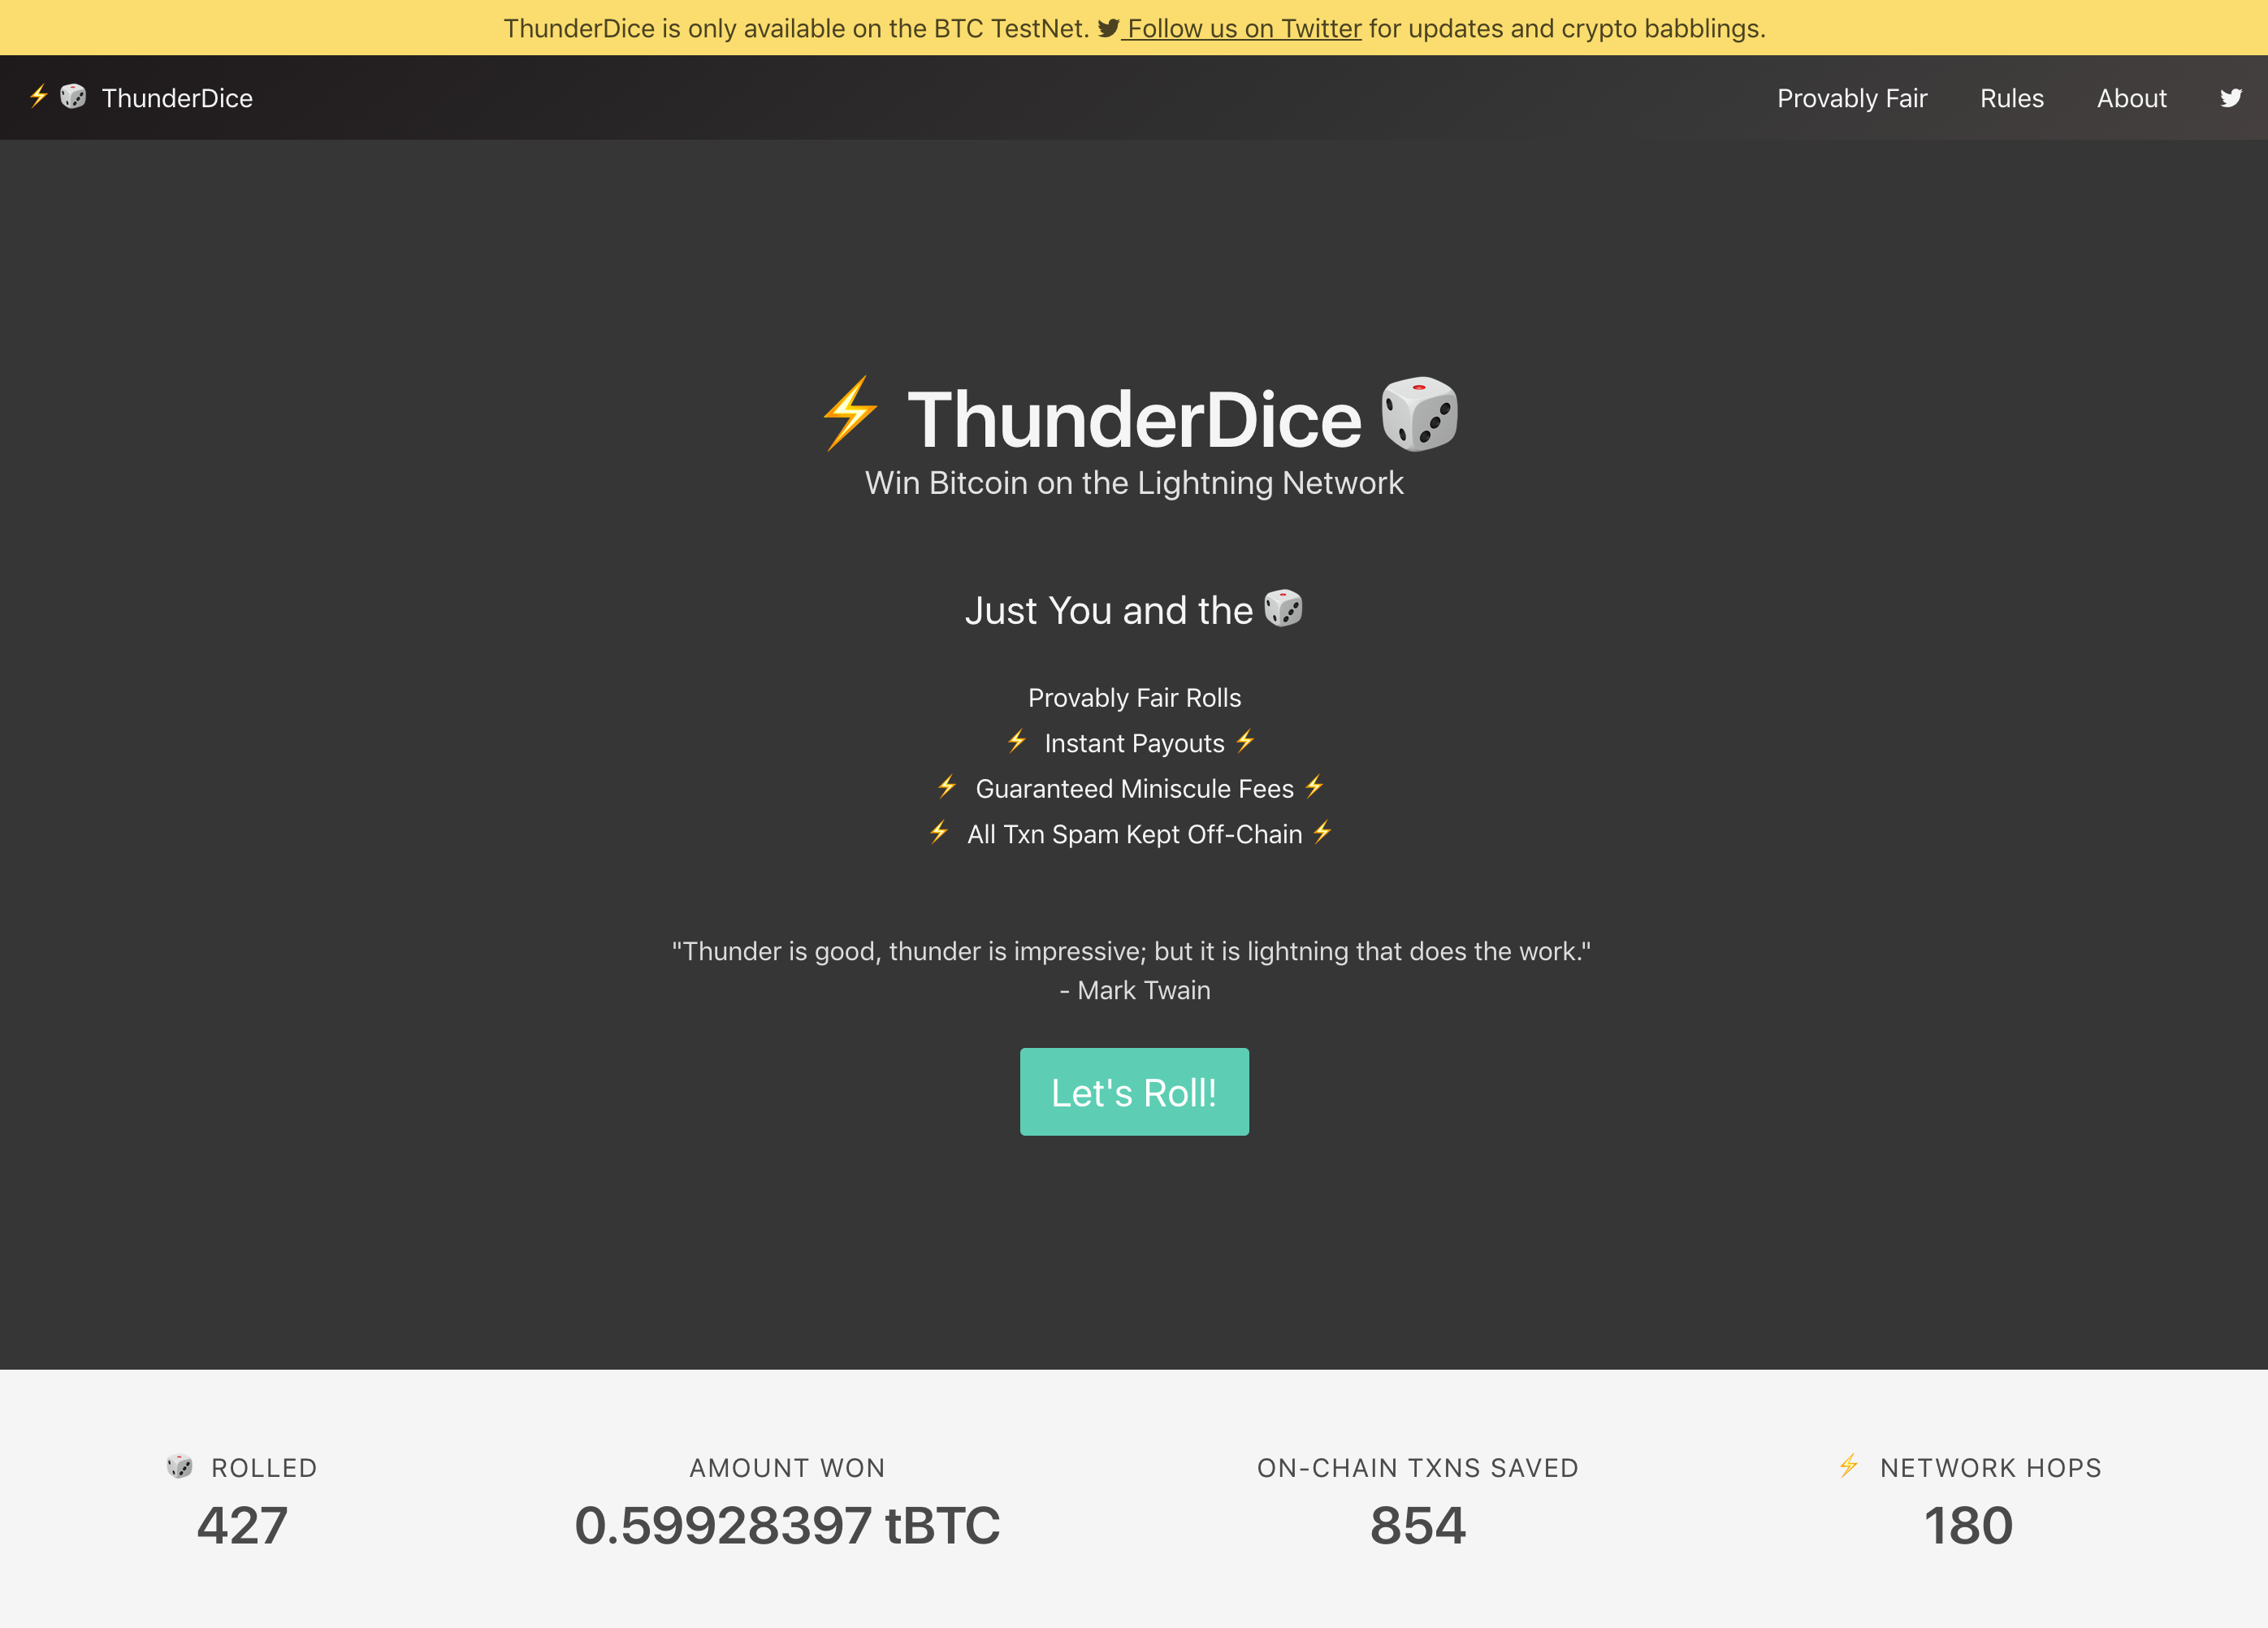 ThunderDice is only available on the BTC TestNet. Follow us on Twitter for updates and crypto babblings.
ThunderDice Provably Fair Rules About
ThunderDice
Win Bitcoin on the Lightning Network
Just You and the
Provably Fair Rolls
Instant Payouts
Guaranteed Miniscule Fees
All Txn Spam Kept Off-Chain
"Thunder is good, thunder is impressive; but it is lightning that does the work."
- Mark Twain
Let's Roll!
ROLLED AMOUNT WON ON-CHAIN TXNS SAVED NETWORK HOPS
427 0.59928397 tBTC 854 180